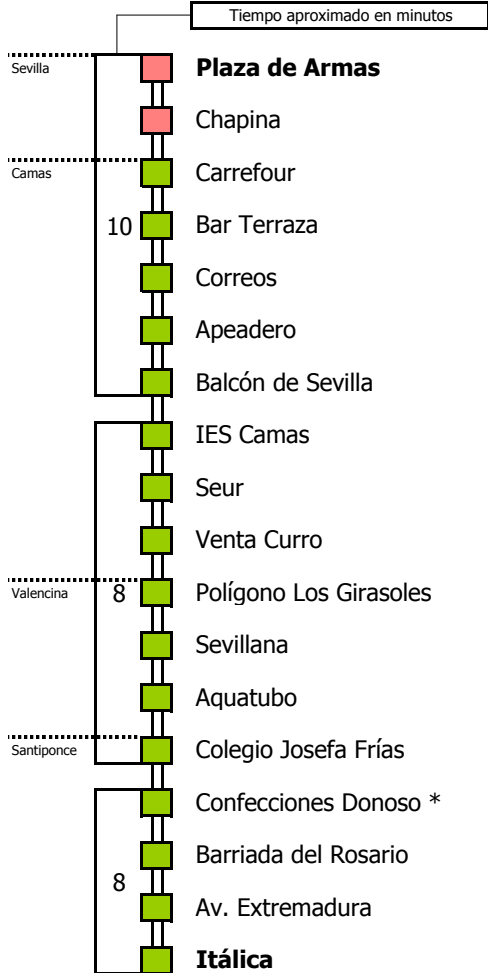 Tiempo aproximado en minutos
Sevilla
Plaza de Armas
Chapina
Camas
Carrefour
10
Bar Terraza
Correos
Apeadero
Balcón de Sevilla
IES Camas
Seur
Venta Curro
Valencina
8
Polígono Los Girasoles
Sevillana
Aquatubo
Santiponce
Colegio Josefa Frías
Confecciones Donoso *
Barriada del Rosario
8
Av. Extremadura
Itálica